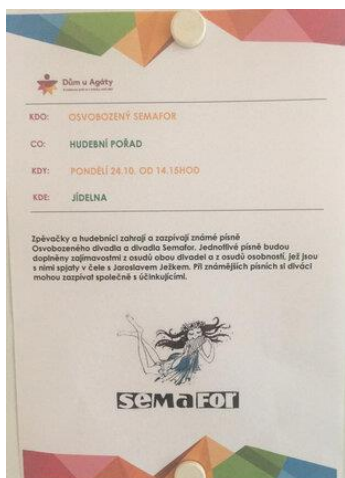 Dům u Agáty
KDO: OSVOBOZENÝ SEMAFOR
CO: HUDEBNÍ POŘAD
KDY: PONDĚLÍ 24.10. OD 14.15HOD
KDE: JÍDELNA
Zpěvačky a hudebníci zahrají a zazpívají známé písně
Osvobozeného divadla a divadla Semafor. Jednotlivé písně budou
doplněny zajímavostmi z osudů obou divadel a z osudů osobností, jež jsou
s nimi spjaty v čele s Jaroslavem Ježkem. Při známějších písních si diváci
mohou zazpívat společně s účinkujícími.
semaFor